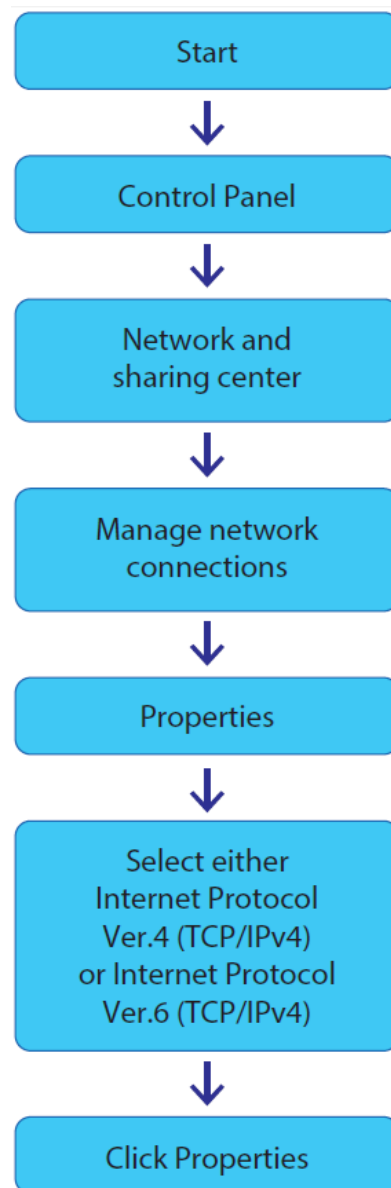 Start
Control Panel
Network and
sharing center
Manage network
connections
Properties
Select either
Internet Protocol
Ver.4 (TCP/IPv4)
or Internet Protocol
Ver.6 (TCP/IPv4)
Click Properties